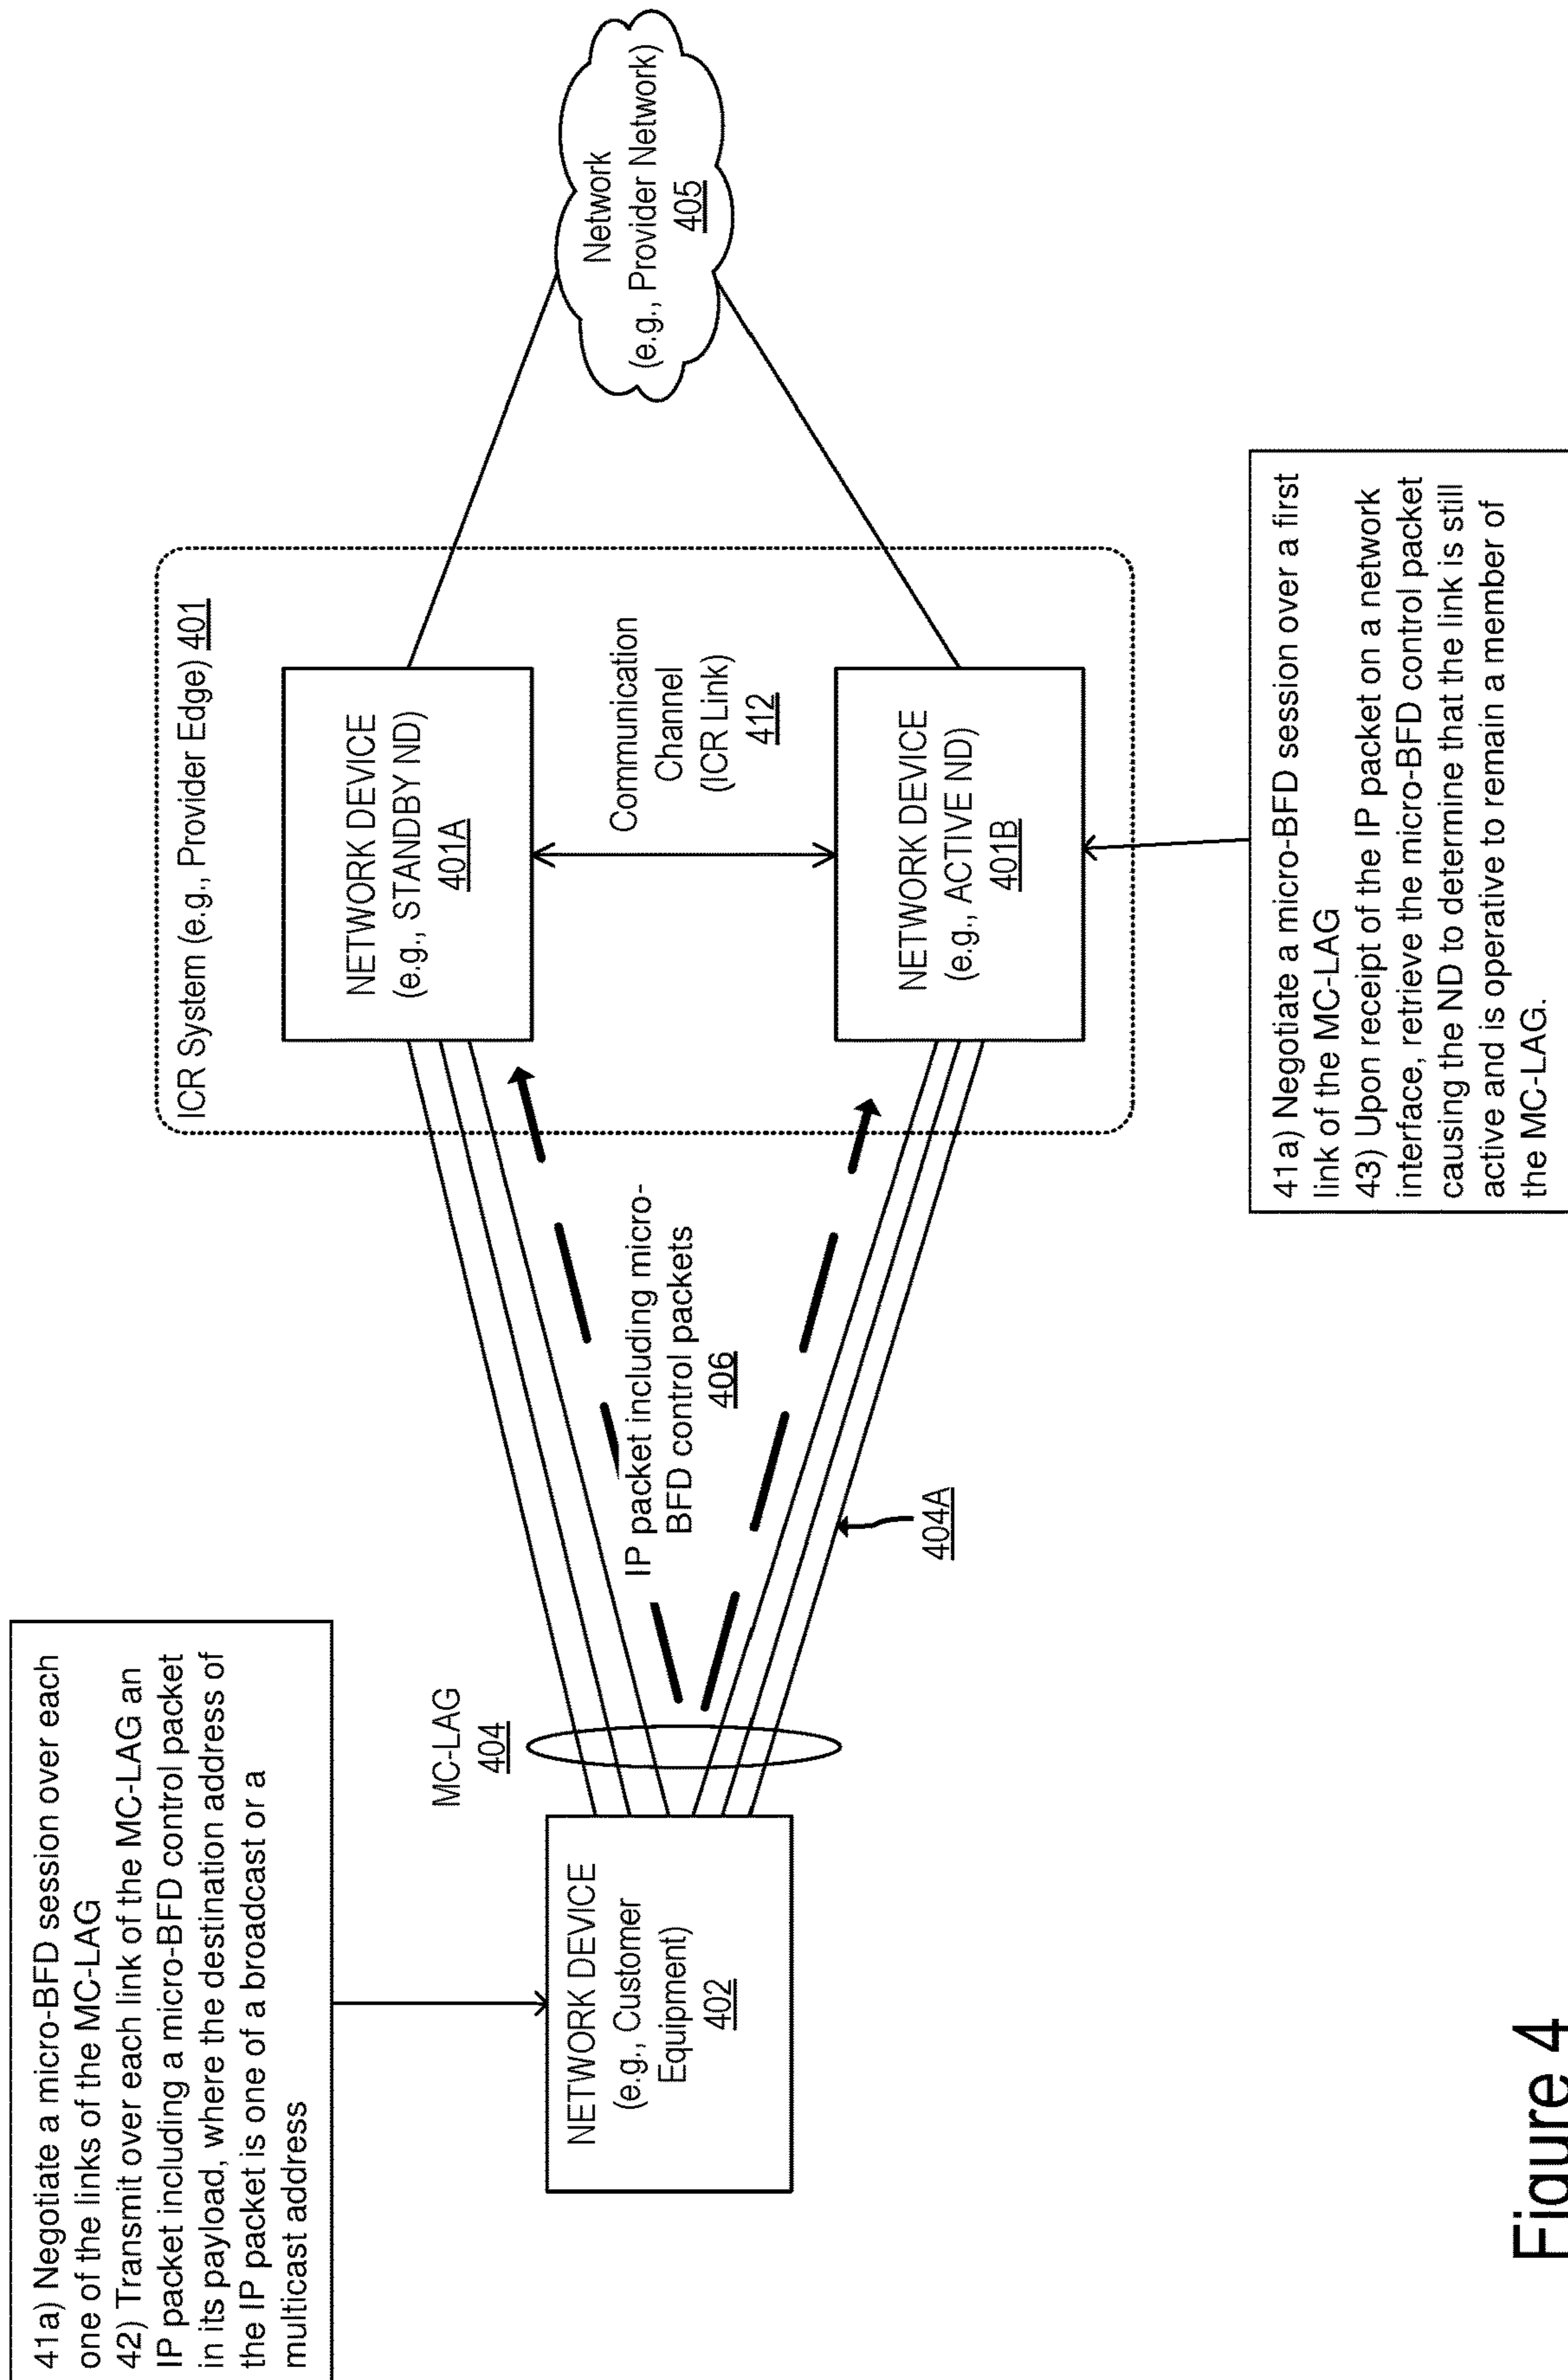 41a) Negotiate a micro-BFD session over each
one of the links of the MC-LAG
42) Transmit over each link of the MC-LAG an
IP packet including a micro-BFD control packet
in its payload, where the destination address of
the IP packet is one of a broadcast or a
multicast address
NETWORK DEVICE
(e.g., Customer
Equipment)
402
MC-LAG
404
IP packet including micro-
BFD control packets
406
404A
ICR System (e.g., Provider Edge) 401
NETWORK DEVICE
(e.g., STANDBY ND)
401A
Communication
Channel
(ICR Link)
412
NETWORK DEVICE
(e.g., ACTIVE ND)
401B
Network
(e.g., Provider Network)
405
41a) Negotiate a micro-BFD session over a first
link of the MC-LAG
43) Upon receipt of the IP packet on a network
interface, retrieve the micro-BFD control packet
causing the ND to determine that the link is still
active and is operative to remain a member of
the MC-LAG.
Figure 4